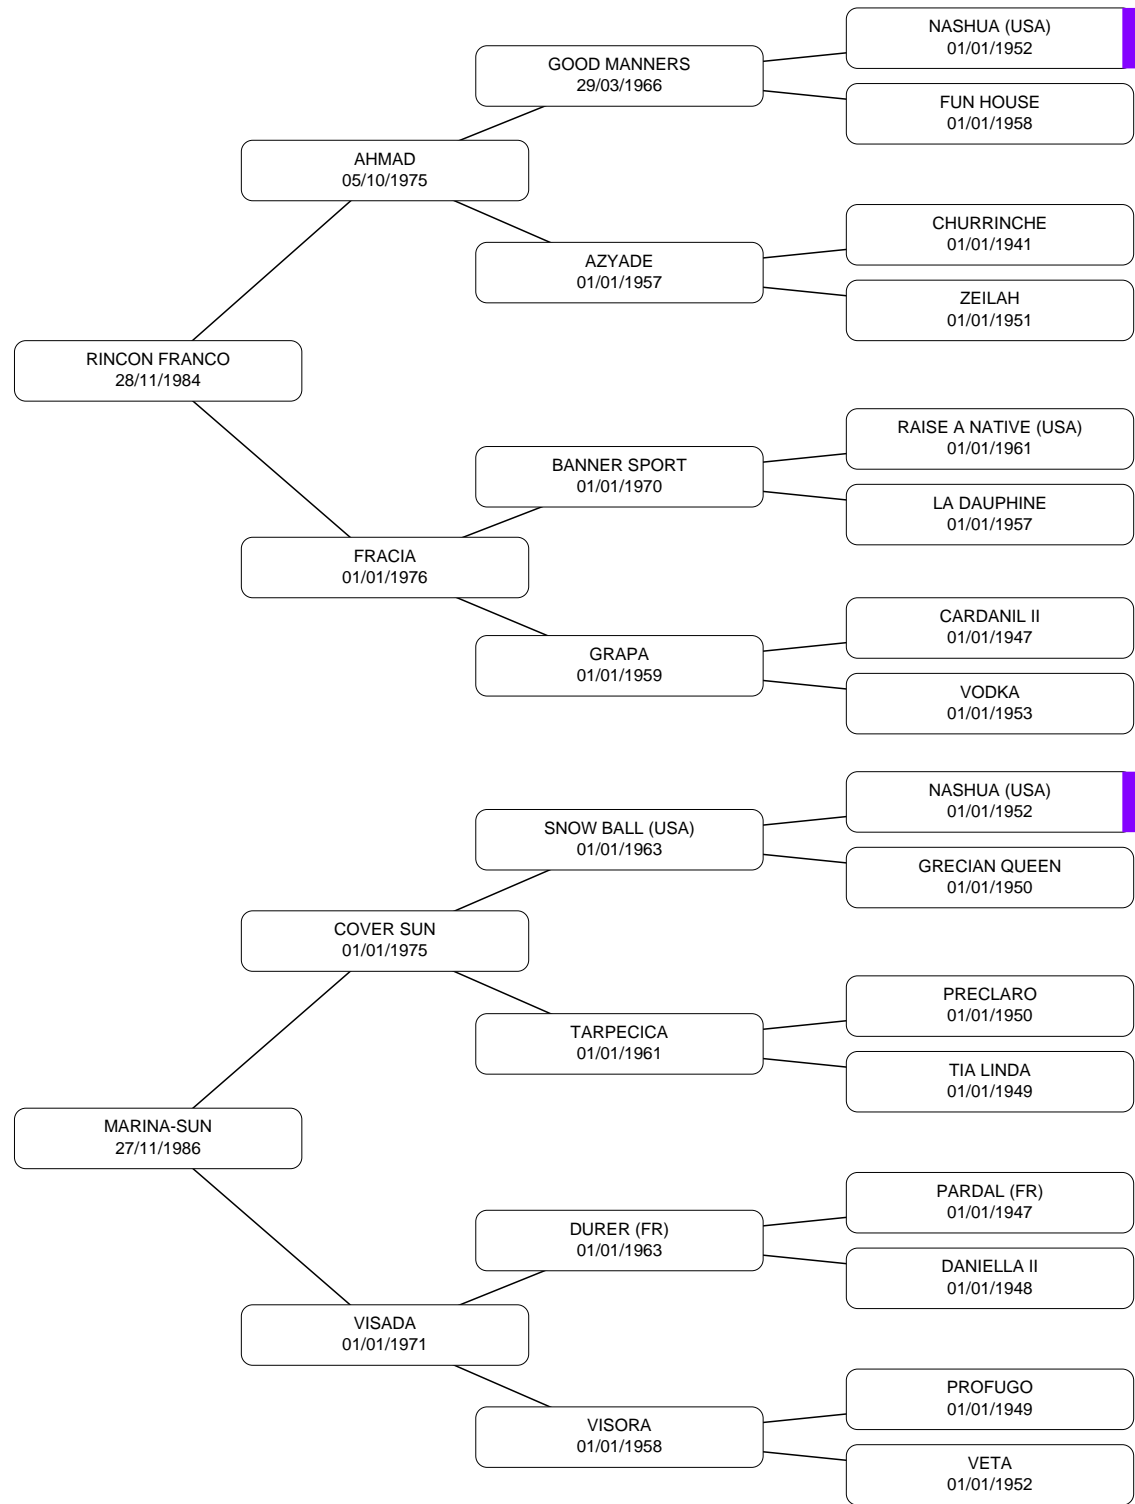 NASHUA (USA)
01/01/1952
GOOD MANNERS
29/03/1966
FUN HOUSE
01/01/1958
AHMAD
05/10/1975
CHURRINCHE
01/01/1941
AZYADE
01/01/1957
ZEILAH
01/01/1951
RINCON FRANCO
28/11/1984
RAISE A NATIVE (USA)
01/01/1961
BANNER SPORT
01/01/1970
LA DAUPHINE
01/01/1957
FRACIA
01/01/1976
CARDANIL II
01/01/1947
GRAPA
01/01/1959
VODKA
01/01/1953
NASHUA (USA)
01/01/1952
SNOW BALL (USA)
01/01/1963
GRECIAN QUEEN
01/01/1950
COVER SUN
01/01/1975
PRECLARO
01/01/1950
TARPECICA
01/01/1961
TIA LINDA
01/01/1949
MARINA-SUN
27/11/1986
PARDAL (FR)
01/01/1947
DURER (FR)
01/01/1963
DANIELLA II
01/01/1948
VISADA
01/01/1971
PROFUGO
01/01/1949
VISORA
01/01/1958
VETA
01/01/1952